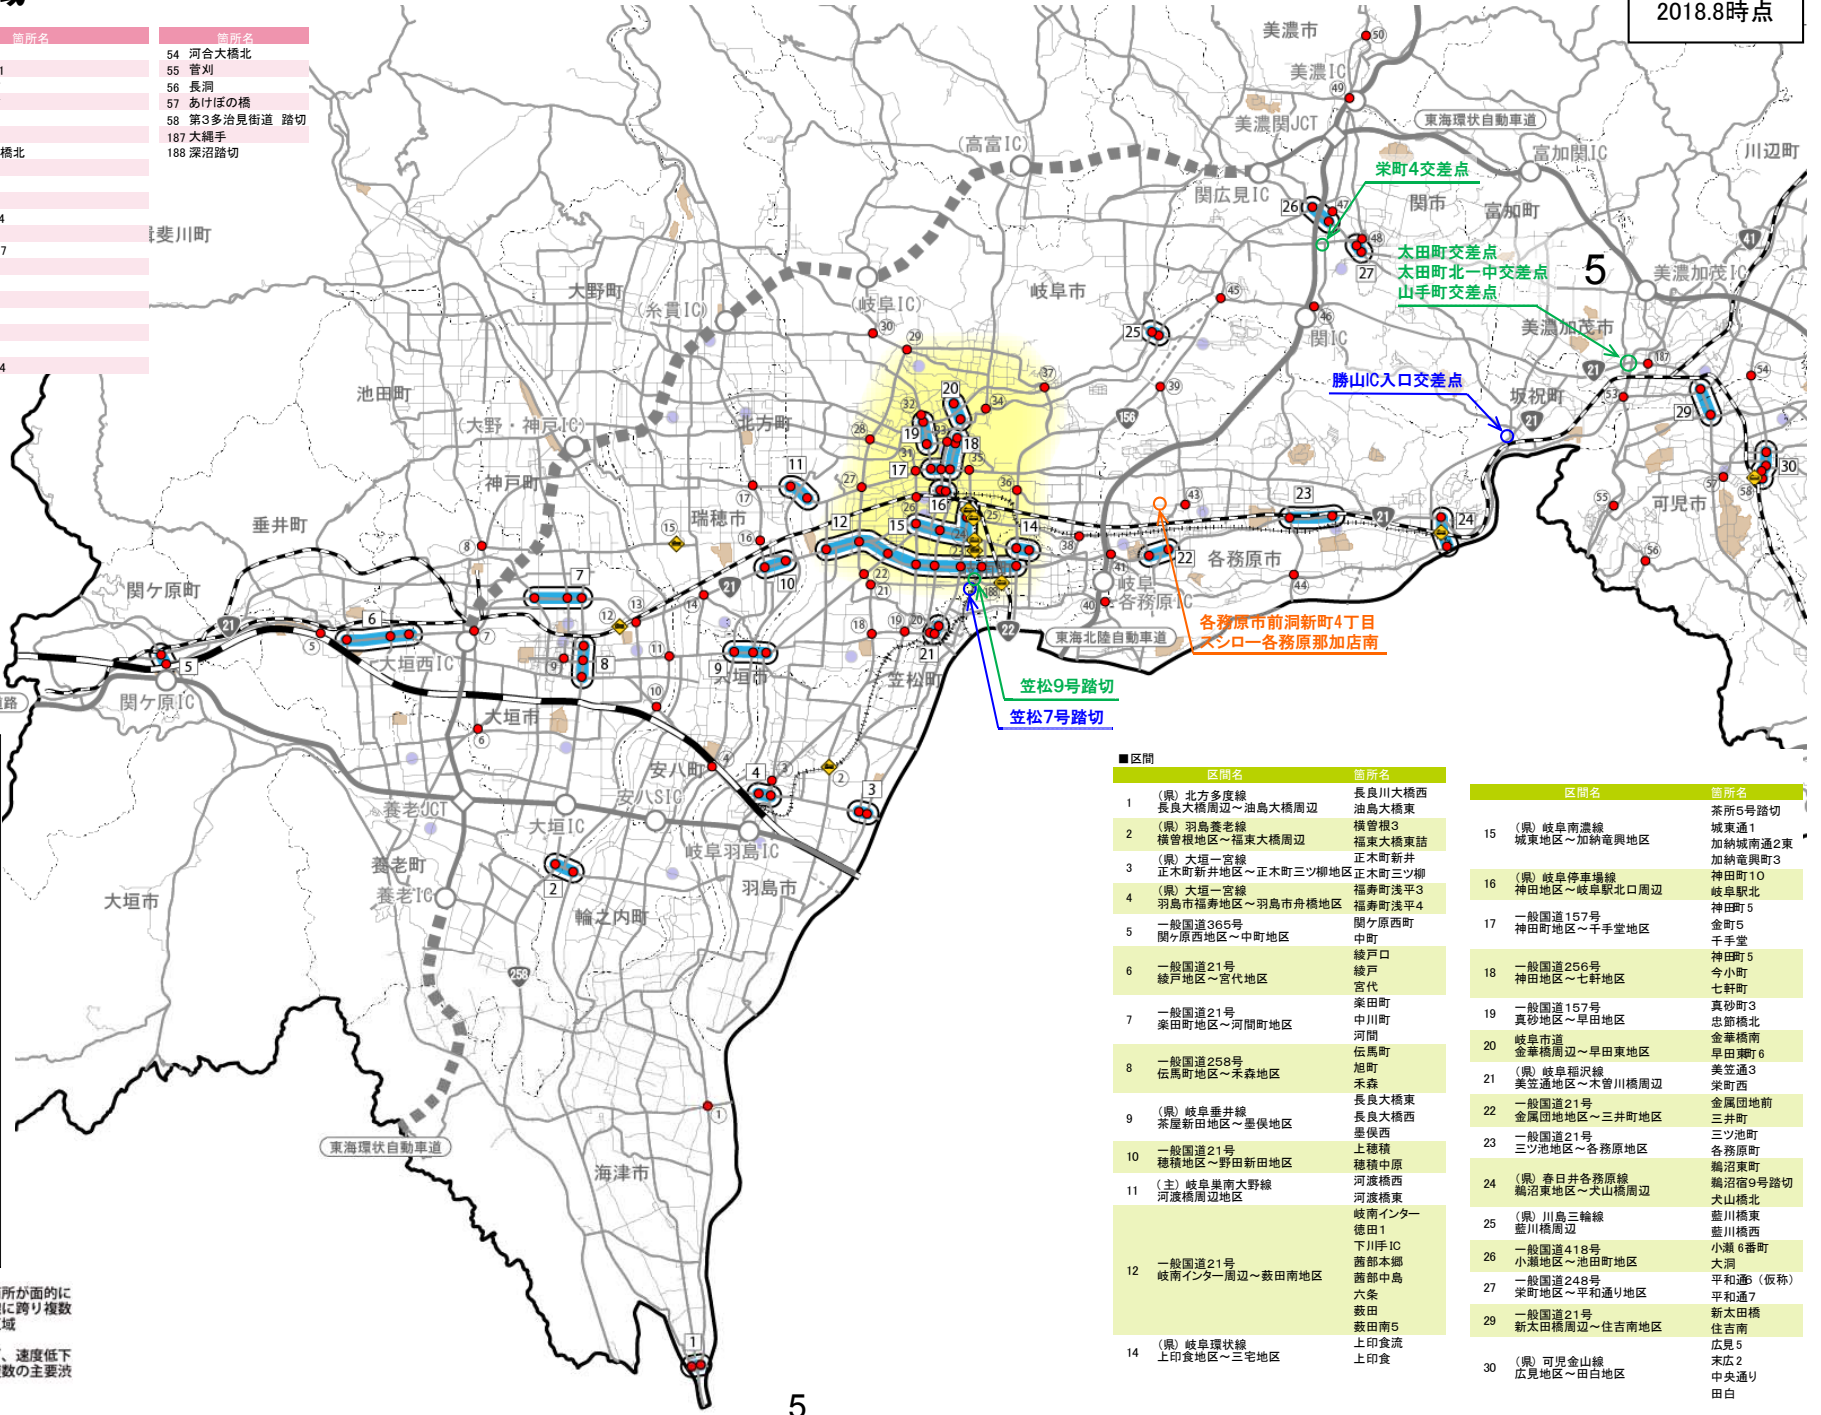 2018.8時点
箇所名
箇所名
54 河合大橋北
55 菅刈
56 長洞
57 あけぼの橋
58 第3多治見街道 踏切
187 大縄手
188 深沼踏切
橋北
美濃市
美濃IC
美濃関JCT
東海環状自動車道
(高富IC)
富加関IC
川辺町
関広見IC
栄町4交差点
関市
富加町
揖斐川町
太田町交差点
太田町北一中交差点
山手町交差点
5
美濃加茂IC
大野町
(糸貫IC)
(岐阜IC)
岐阜市
美濃加茂市
関IC
池田町
勝山IC入口交差点
坂祝町
(大野・神戸IC)
北方町
神戸町
可児市
瑞穂市
垂井町
各務原市
関ケ原町
岐阜
各務原IC
各務原市前洞新町4丁目
スシロー各務原那加店南
東海北陸自動車道
大垣西IC
大垣市
笠松町
笠松9号踏切
笠松7号踏切
関ケ原IC
道路
大垣市
安八町
安八SIC
養老JCT
大垣IC
岐阜羽島IC
養老町
養老IC
羽島市
大垣市
輪之内町
東海環状自動車道
海津市
■区間
区間名 箇所名
1 (県) 北方多度線 長良大橋周辺～油島大橋周辺 長良川大橋西 油島大橋東
2 (県) 羽島養老線 横曽根地区～福東大橋周辺 横曽根3 福東大橋東詰
3 (県) 大垣一宮線 正木町新井地区～正木町三ツ柳地区 正木町新井 正木町三ツ柳
4 (県) 大垣一宮線 羽島市福寿地区～羽島市舟橋地区 福寿町浅平3 福寿町浅平4
5 一般国道365号 関ケ原西地区～中町地区 関ケ原西町 中町
6 一般国道21号 綾戸地区～宮代地区 綾戸口 綾戸 宮代
7 一般国道21号 楽田町地区～河間町地区 楽田町 中川町 河間
8 一般国道258号 伝馬町地区～禾森地区 伝馬町 旭町 禾森
9 (県) 岐阜垂井線 茶屋新田地区～墨俣地区 長良大橋東 長良大橋西 墨俣西
10 一般国道21号 穂積地区～野田新田地区 上穂積 穂積中原
11 (主) 岐阜巣南大野線 河渡橋周辺地区 河渡橋西 河渡橋東
12 一般国道21号 岐南インター周辺～薮田南地区 岐南インター 徳田1 下川手IC 茜部本郷 茜部中島 六条 薮田 薮田南5
14 (県) 岐阜環状線 上印食地区～三宅地区 上印食流 上印食
区間名 箇所名
15 (県) 岐阜南濃線 城東地区～加納竜興地区 茶所5号踏切 城東通1 加納城南通2東 加納竜興町3
16 (県) 岐阜停車場線 神田地区～岐阜駅北口周辺 神田町10 岐阜駅北
17 一般国道157号 神田町地区～千手堂地区 神田町5 金町5 千手堂
18 一般国道256号 神田地区～七軒地区 神田町5 今小町 七軒町
19 一般国道157号 真砂地区～早田地区 真砂町3 忠節橋北
20 岐阜市道 金華橋周辺～早田東地区 金華橋南 早田東町6
21 (県) 岐阜稲沢線 美笠通地区～木曽川橋周辺 美笠通3 栄町西
22 一般国道21号 金属団地地区～三井町地区 金属団地前 三井町
23 一般国道21号 三ツ池地区～各務原地区 三ツ池町 各務原町
24 (県) 春日井各務原線 鵜沼東地区～犬山橋周辺 鵜沼東町 鵜沼宿9号踏切 犬山橋北
25 (県) 川島三輪線 藍川橋周辺 藍川橋東 藍川橋西
26 一般国道418号 小瀬地区～池田町地区 小瀬6番町 大洞
27 一般国道248号 栄町地区～平和通り地区 平和通6 (仮称) 平和通7
29 一般国道21号 新太田橋周辺～住吉南地区 新太田橋 住吉南
30 (県) 可児金山線 広見地区～田白地区 広見5 末広2 中央通り 田白
所が面的に
に跨り複数
域
、速度低下
数の主要渋
5